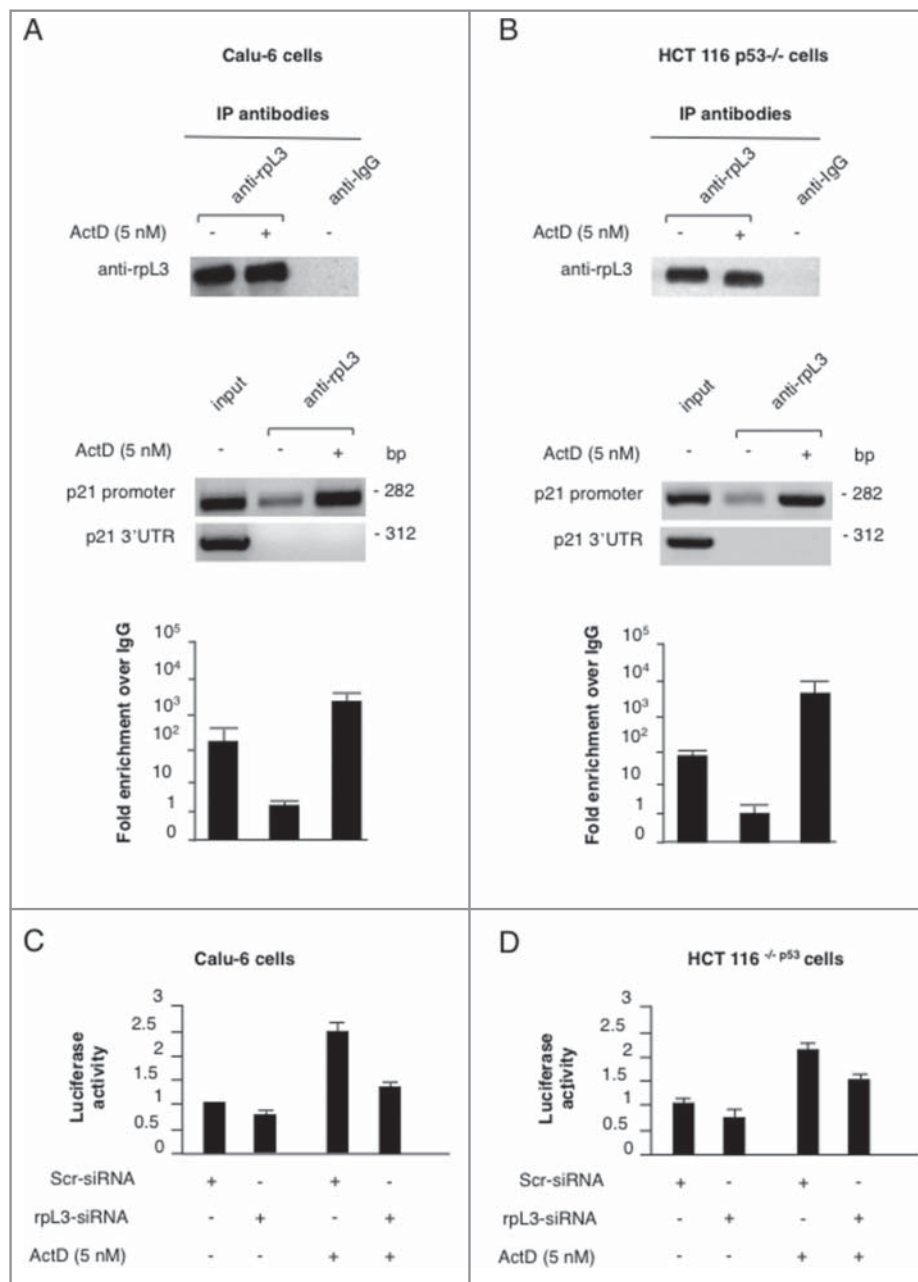 A
Calu-6 cells
IP antibodies
anti-rpL3
anti-IgG
ActD (5 nM)
-
+
-
anti-rpL3
input
anti-rpL3
ActD (5 nM)
-
-
+
bp
p21 promoter
- 282
p21 3’UTR
- 312
Fold enrichment over IgG
10⁵
10⁴
10³
10²
10
1
0
B
HCT 116 p53-/- cells
IP antibodies
anti-rpL3
anti-IgG
ActD (5 nM)
-
+
-
anti-rpL3
input
anti-rpL3
ActD (5 nM)
-
-
+
bp
p21 promoter
- 282
p21 3’UTR
- 312
Fold enrichment over IgG
10⁵
10⁴
10³
10²
10
1
0
C
Calu-6 cells
Luciferase
activity
3
2.5
2
1.5
1
0.5
0
Scr-siRNA + - + -
rpL3-siRNA - + - +
ActD (5 nM) - - + +
D
HCT 116 ⁻/⁻ ᵖ⁵³ cells
Luciferase
activity
3
2.5
2
1.5
1
0.5
0
Scr-siRNA + - + -
rpL3-siRNA - + - +
ActD (5 nM) - - + +